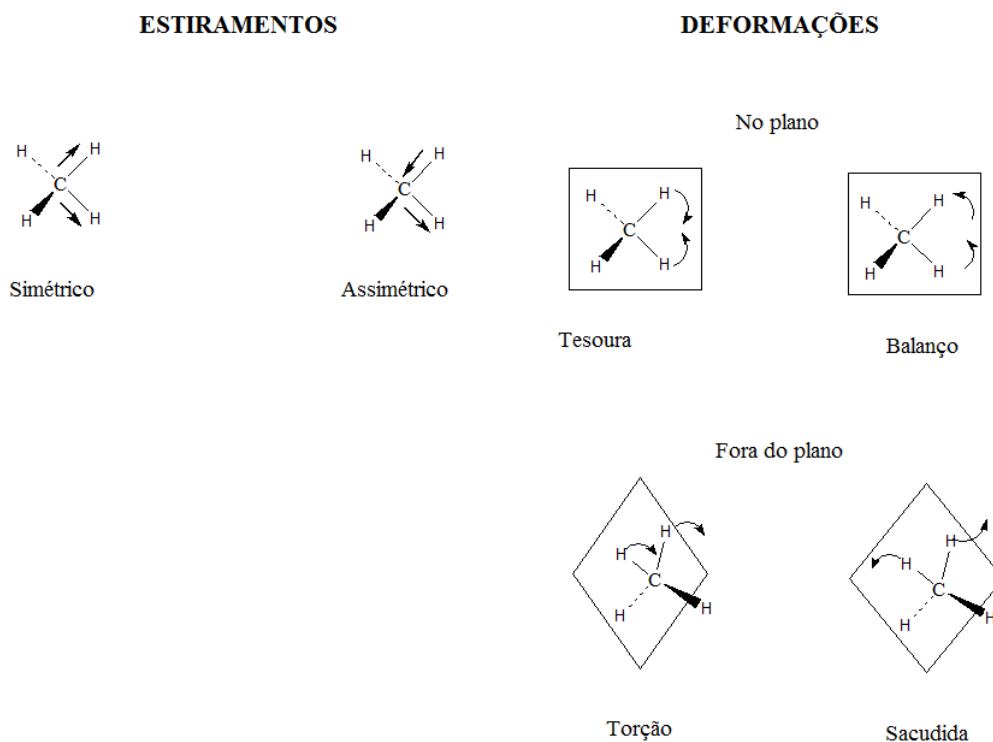 ESTIRAMENTOS
DEFORMAÇÕES
No plano
H H
C
H H
Simétrico
H H
C
H H
Assimétrico
H H
C
H H
Tesoura
H H
C
H H
Balanço
Fora do plano
H H
C
H H
Torção
H H
C
H H
Sacudida